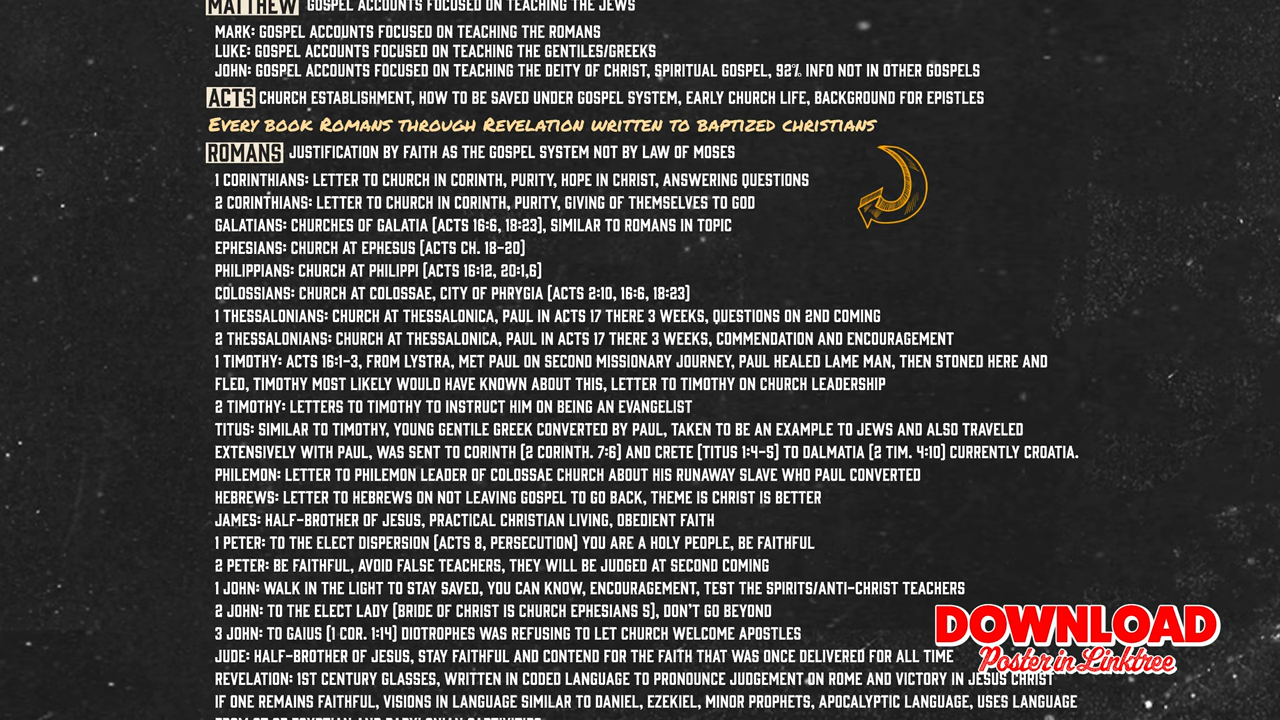 MATTHEW GOSPEL ACCOUNTS FOCUSED ON TEACHING THE JEWS
MARK: GOSPEL ACCOUNTS FOCUSED ON TEACHING THE ROMANS
LUKE: GOSPEL ACCOUNTS FOCUSED ON TEACHING THE GENTILES/GREEKS
JOHN: GOSPEL ACCOUNTS FOCUSED ON TEACHING THE DEITY OF CHRIST, SPIRITUAL GOSPEL, 92% INFO NOT IN OTHER GOSPELS
ACTS CHURCH ESTABLISHMENT, HOW TO BE SAVED UNDER GOSPEL SYSTEM, EARLY CHURCH LIFE, BACKGROUND FOR EPISTLES
EVERY BOOK ROMANS THROUGH REVELATION WRITTEN TO BAPTIZED CHRISTIANS
ROMANS JUSTIFICATION BY FAITH AS THE GOSPEL SYSTEM NOT BY LAW OF MOSES
1 CORINTHIANS: LETTER TO CHURCH IN CORINTH, PURITY, HOPE IN CHRIST, ANSWERING QUESTIONS
2 CORINTHIANS: LETTER TO CHURCH IN CORINTH, PURITY, GIVING OF THEMSELVES TO GOD
GALATIANS: CHURCHES OF GALATIA (ACTS 16:6, 18:23), SIMILAR TO ROMANS IN TOPIC
EPHESIANS: CHURCH AT EPHESUS (ACTS CH. 18-20)
PHILIPPIANS: CHURCH AT PHILIPPI (ACTS 16:12, 20:1,6)
COLOSSIANS: CHURCH AT COLOSSAE, CITY OF PHRYGIA (ACTS 2:10, 16:6, 18:23)
1 THESSALONIANS: CHURCH AT THESSALONICA, PAUL IN ACTS 17 THERE 3 WEEKS, QUESTIONS ON 2ND COMING
2 THESSALONIANS: CHURCH AT THESSALONICA, PAUL IN ACTS 17 THERE 3 WEEKS, COMMENDATION AND ENCOURAGEMENT
1 TIMOTHY: ACTS 16:1-3, FROM LYSTRA, MET PAUL ON SECOND MISSIONARY JOURNEY, PAUL HEALED LAME MAN, THEN STONED HERE AND
FLED, TIMOTHY MOST LIKELY WOULD HAVE KNOWN ABOUT THIS, LETTER TO TIMOTHY ON CHURCH LEADERSHIP
2 TIMOTHY: LETTERS TO TIMOTHY TO INSTRUCT HIM ON BEING AN EVANGELIST
TITUS: SIMILAR TO TIMOTHY, YOUNG GENTILE GREEK CONVERTED BY PAUL, TAKEN TO BE AN EXAMPLE TO JEWS AND ALSO TRAVELED
EXTENSIVELY WITH PAUL, WAS SENT TO CORINTH (2 CORINTH. 7:6) AND CRETE (TITUS 1:4-5) TO DALMATIA (2 TIM. 4:10) CURRENTLY CROATIA.
PHILEMON: LETTER TO PHILEMON LEADER OF COLOSSAE CHURCH ABOUT HIS RUNAWAY SLAVE WHO PAUL CONVERTED
HEBREWS: LETTER TO HEBREWS ON NOT LEAVING GOSPEL TO GO BACK, THEME IS CHRIST IS BETTER
JAMES: HALF-BROTHER OF JESUS, PRACTICAL CHRISTIAN LIVING, OBEDIENT FAITH
1 PETER: TO THE ELECT DISPERSION (ACTS 8, PERSECUTION) YOU ARE A HOLY PEOPLE, BE FAITHFUL
2 PETER: BE FAITHFUL, AVOID FALSE TEACHERS, THEY WILL BE JUDGED AT SECOND COMING
1 JOHN: WALK IN THE LIGHT TO STAY SAVED, YOU CAN KNOW, ENCOURAGEMENT, TEST THE SPIRITS/ANTI-CHRIST TEACHERS
2 JOHN: TO THE ELECT LADY (BRIDE OF CHRIST IS CHURCH EPHESIANS 5), DON'T GO BEYOND
3 JOHN: TO GAIUS (1 COR. 1:14) DIOTROPHES WAS REFUSING TO LET CHURCH WELCOME APOSTLES
JUDE: HALF-BROTHER OF JESUS, STAY FAITHFUL AND CONTEND FOR THE FAITH THAT WAS ONCE DELIVERED FOR ALL TIME
REVELATION: 1ST CENTURY GLASSES, WRITTEN IN CODED LANGUAGE TO PRONOUNCE JUDGEMENT ON ROME AND VICTORY IN JESUS CHRIST
IF ONE REMAINS FAITHFUL, VISIONS IN LANGUAGE SIMILAR TO DANIEL, EZEKIEL, MINOR PROPHETS, APOCALYPTIC LANGUAGE, USES LANGUAGE
DOWNLOAD
Poster in Linktree